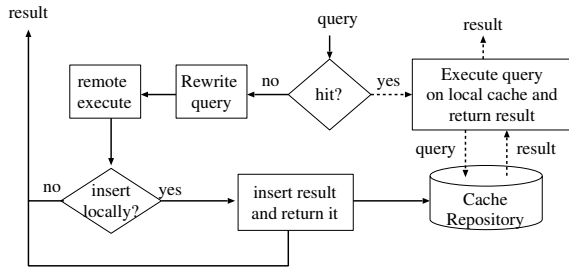 result
query
result
remote
execute
Rewrite
query
no
hit?
yes
Execute query
on local cache and
return result
query
result
no
insert
locally?
yes
insert result
and return it
Cache
Repository